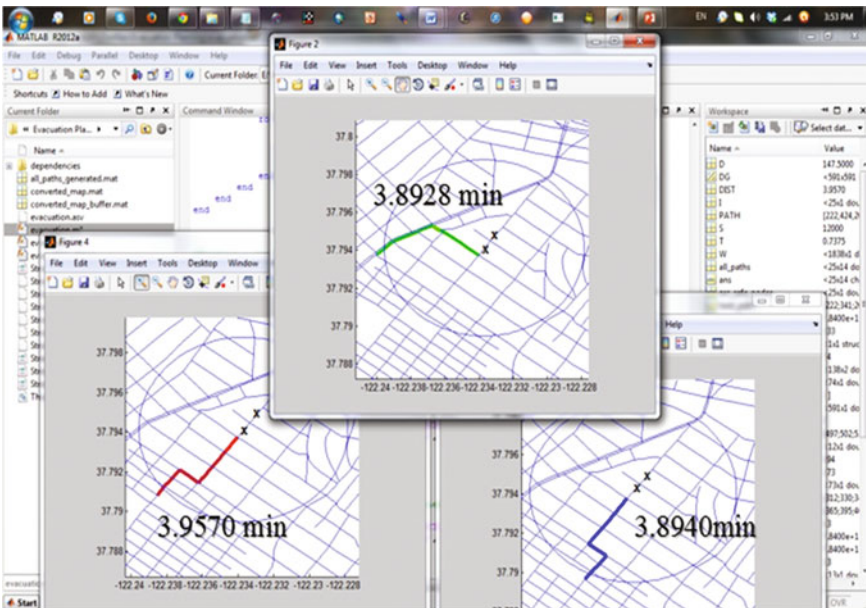 EN
3:53 PM
MATLAB R2012a
File Edit Debug Parallel Desktop Window Help
Current Folder:
Shortcuts How to Add What's New
Current Folder
Command Window
Workspace
« Evacuation Pla...
Select dat...
Name
dependencies
all_paths_generated.mat
converted_map.mat
converted_map_buffer.mat
evacuation.asv
end
end
end
Name Value
D 147.5000
DG <591x591
DIST 3.9570
I
PATH [222,424,2
S 12000
T 0.7375
W <1838x1 d
all_paths <25x14 do
ans <25x14 ch
Figure 2
File Edit View Insert Tools Desktop Window Help
37.8
37.798
37.796
37.794
37.792
37.79
37.788
3.8928 min
x
x
-122.24 -122.238 -122.236 -122.234 -122.232 -122.23 -122.228
Figure 4
File Edit View Insert Tools Desktop Window
37.798
37.796
37.794
37.792
37.79
37.788
x
x
3.9570 min
-122.24 -122.238 -122.236 -122.234 -122.232 -122.23 -122.228
Help
37.796
37.794
37.792
37.79
x
x
3.8940min
Start
OVR